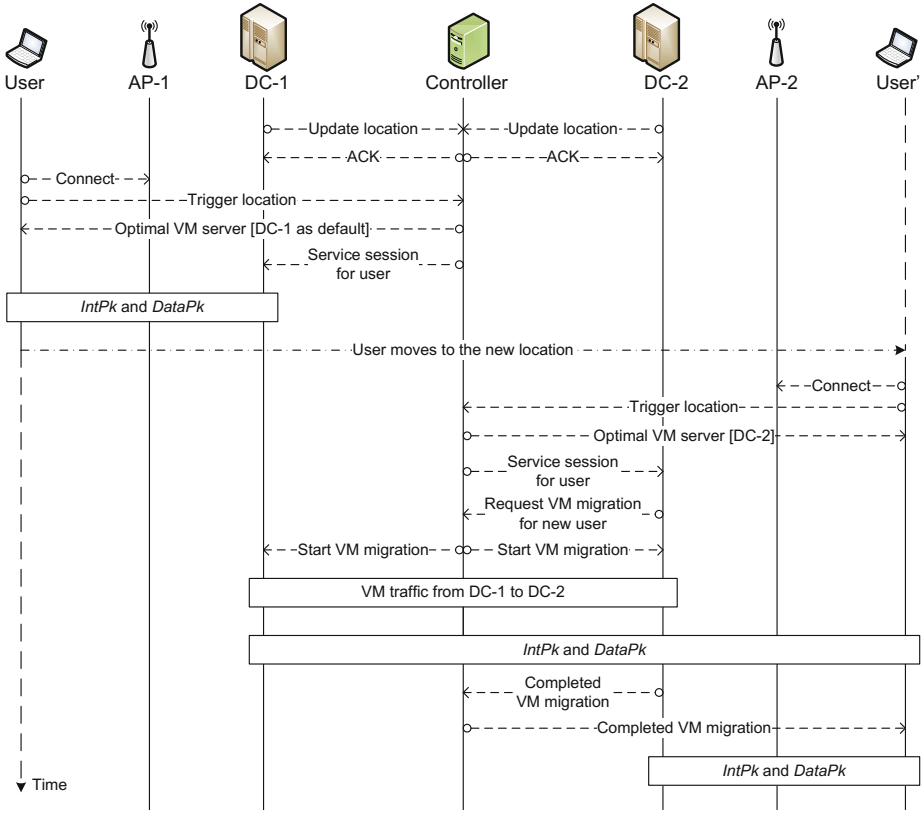 User AP-1 DC-1 Controller DC-2 AP-2 User'
Update location Update location
ACK ACK
Connect
Trigger location
Optimal VM server [DC-1 as default]
Service session
for user
IntPk and DataPk
User moves to the new location
Connect
Trigger location
Optimal VM server [DC-2]
Service session
for user
Request VM migration
for new user
Start VM migration Start VM migration
VM traffic from DC-1 to DC-2
IntPk and DataPk
Completed
VM migration
Completed VM migration
IntPk and DataPk
Time